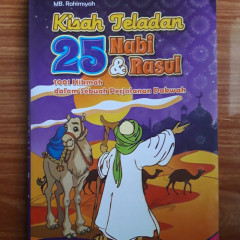 MB. Rahimsyah
Kisah Teladan
25 Nabi
& Rasul
1001 Hikmah
dalam Sebuah Perjalanan Dakwah